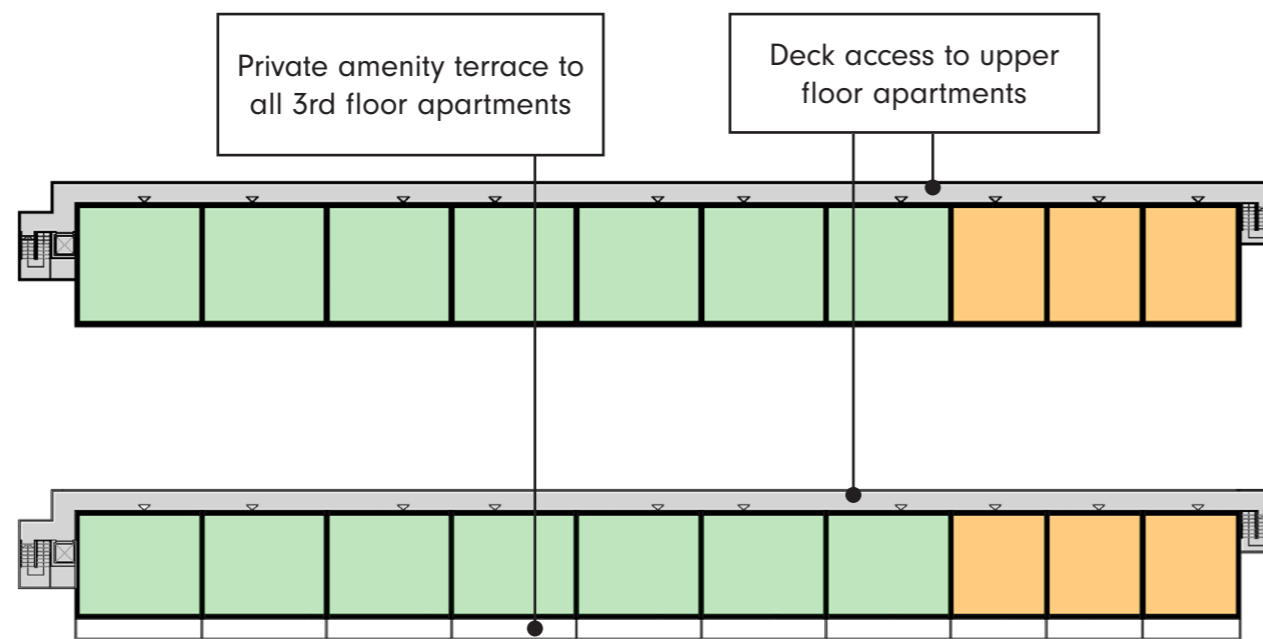 Private amenity terrace to
all 3rd floor apartments
Deck access to upper
floor apartments